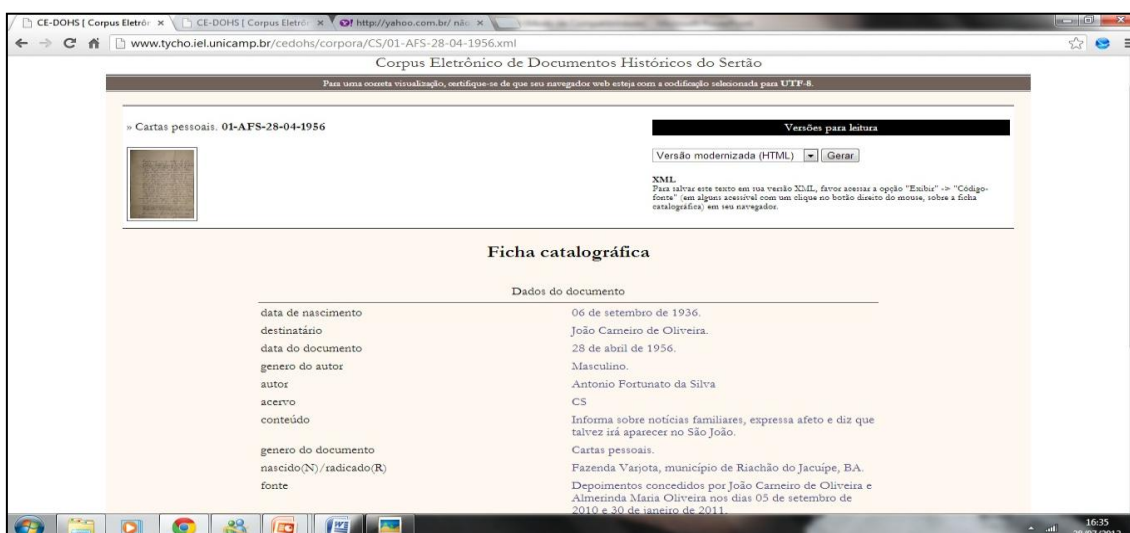 CE-DOHS [ Corpus Eletrôn
CE-DOHS [ Corpus Eletrôn
http://yahoo.com.br/ não
www.tycho.iel.unicamp.br/cedohs/corpora/CS/01-AFS-28-04-1956.xml
Corpus Eletrônico de Documentos Históricos do Sertão
Para uma correta visualização, certifique-se de que seu navegador web esteja com a codificação selecionada para UTF-8.
» Cartas pessoais. 01-AFS-28-04-1956
Versões para leitura
Versão modernizada (HTML) Gerar
XML
Para salvar este texto em sua versão XML, favor acessar a opção "Exibir" -> "Código-
fonte" (em alguns acessível com um clique no botão direito do mouse, sobre a ficha
catalográfica) em seu navegador.
Ficha catalográfica
Dados do documento
data de nascimento 06 de setembro de 1936.
destinatário João Carneiro de Oliveira.
data do documento 28 de abril de 1956.
genero do autor Masculino.
autor Antonio Fortunato da Silva
acervo CS
conteúdo Informa sobre notícias familiares, expressa afeto e diz que
talvez irá aparecer no São João.
genero do documento Cartas pessoais.
nascido(N)/radicado(R) Fazenda Varjota, município de Riachão do Jacuípe, BA.
fonte Depoimentos concedidos por João Carneiro de Oliveira e
Almerinda Maria Oliveira nos dias 05 de setembro de
2010 e 30 de janeiro de 2011.
16:35